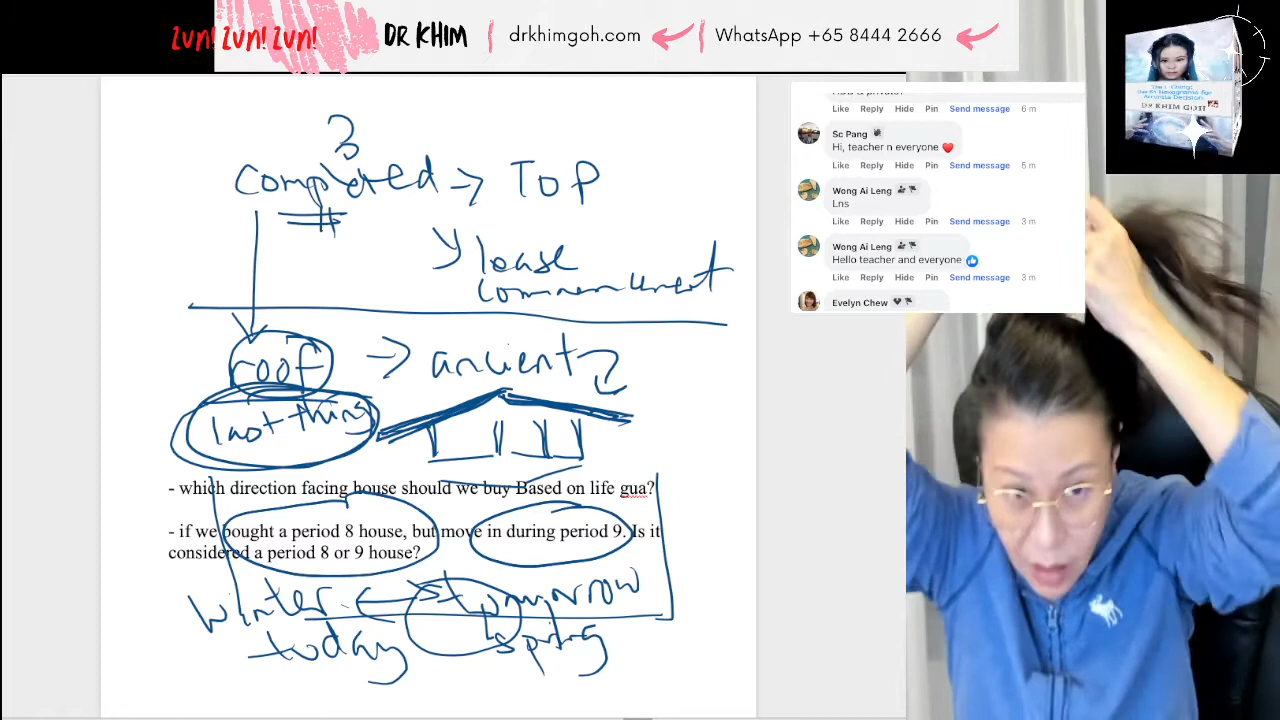 zun! zun! zun! DR KHIM drkhimgoh.com WhatsApp +65 8444 2666
DR KHIM GOH
Like Reply Hide Pin Send message 6 m
Sc Pang
Hi, teacher n everyone ❤️
Like Reply Hide Pin Send message 5 m
Wong Ai Leng
Lns
Like Reply Hide Pin Send message 3 m
Wong Ai Leng
Hello teacher and everyone 👍
Like Reply Hide Pin Send message 3 m
Evelyn Chew
completed → TOP
lease
commencement
roof → ancient
last thing
- which direction facing house should we buy Based on life gua?
- if we bought a period 8 house, but move in during period 9. Is it
considered a period 8 or 9 house?
Winter tomorrow
today spring